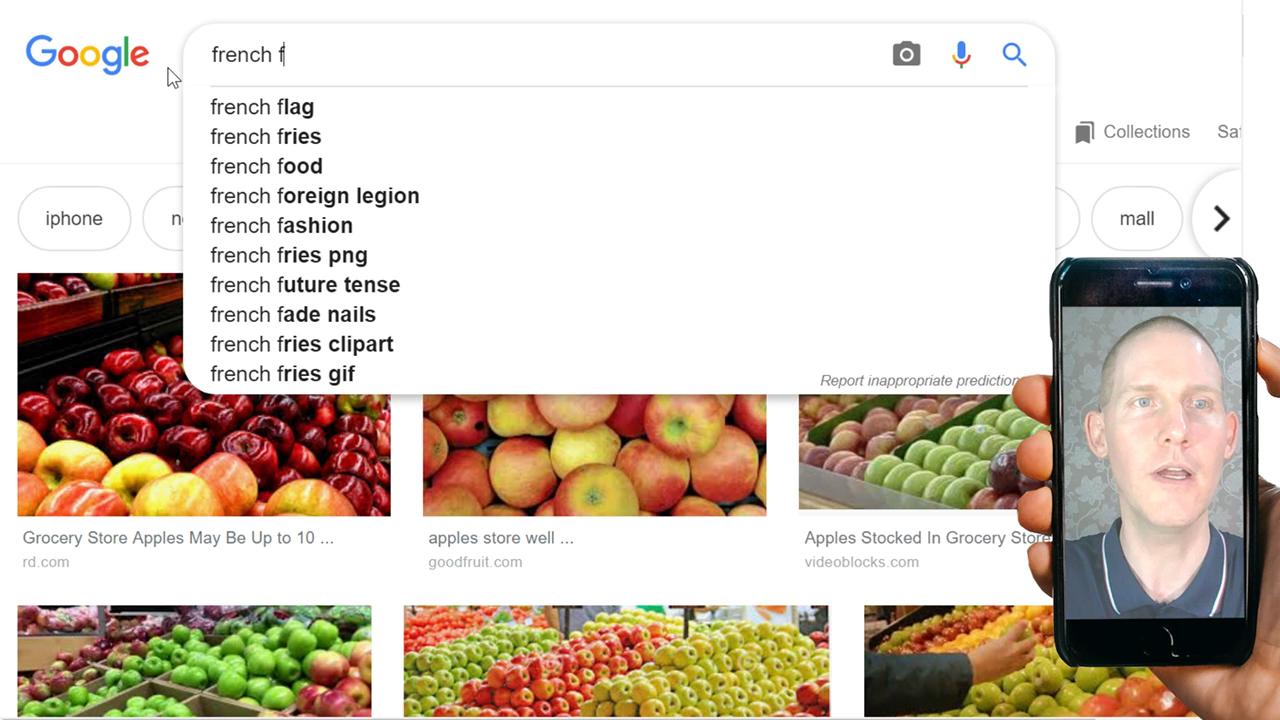 Google
french f
french flag
french fries
french food
french foreign legion
french fashion
french fries png
french future tense
french fade nails
french fries clipart
french fries gif
Report inappropriate prediction
Collections
iphone
mall
Grocery Store Apples May Be Up to 10 ...
rd.com
apples store well ...
goodfruit.com
Apples Stocked In Grocery Store
videoblocks.com